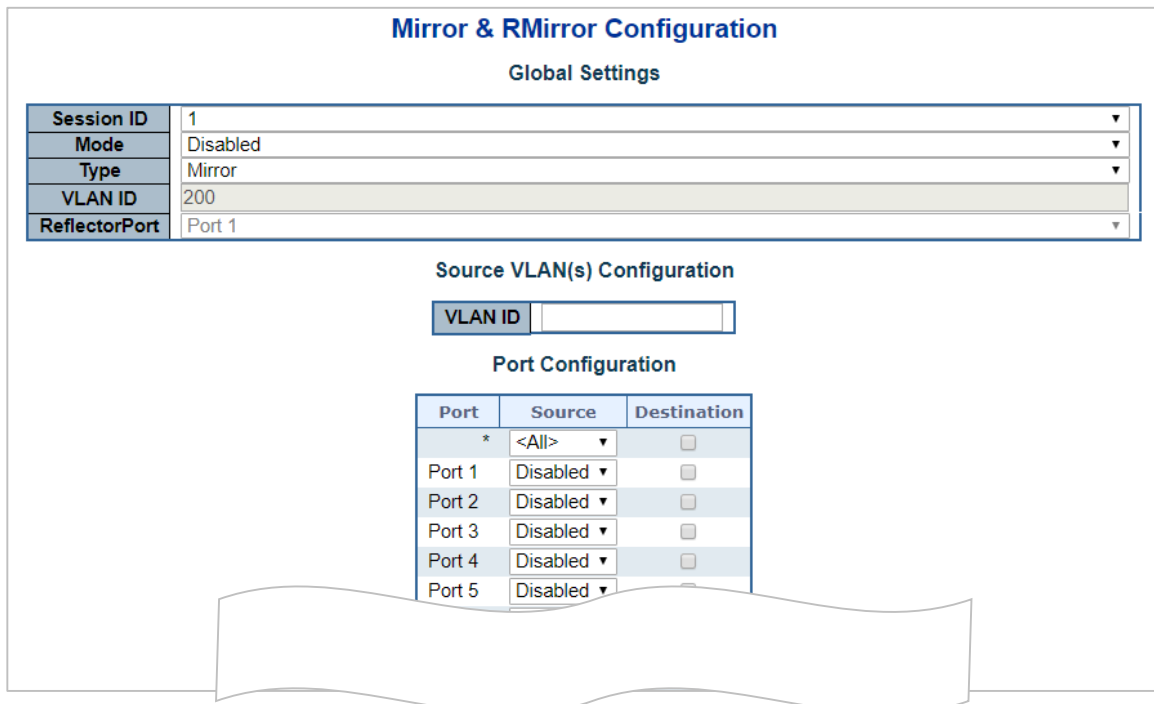 Mirror & RMirror Configuration
Global Settings
Session ID 1
Mode Disabled
Type Mirror
VLAN ID 200
ReflectorPort Port 1
Source VLAN(s) Configuration
VLAN ID
Port Configuration
Port Source Destination
* <All>
Port 1 Disabled
Port 2 Disabled
Port 3 Disabled
Port 4 Disabled
Port 5 Disabled